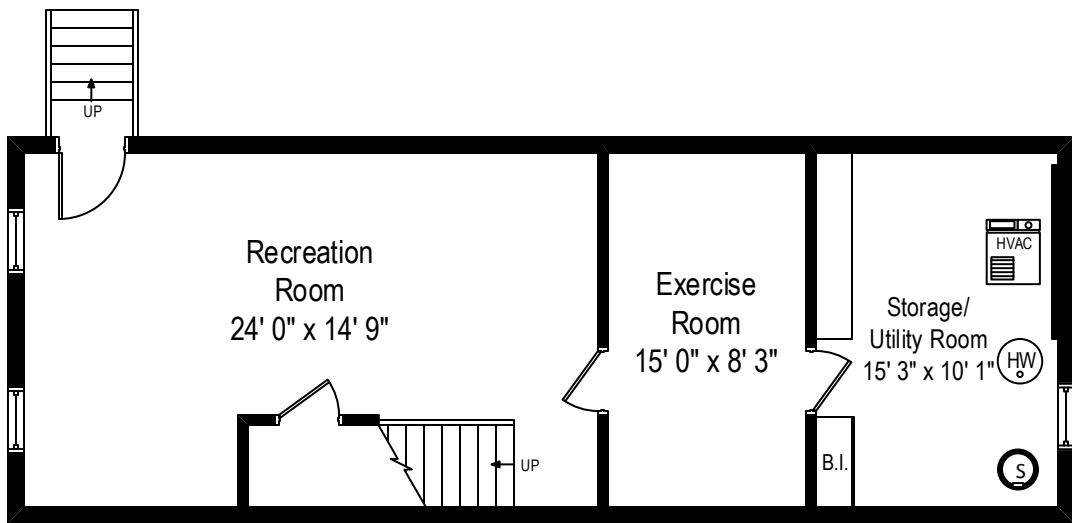 UP
Recreation
Room
24' 0" x 14' 9"
Exercise
Room
15' 0" x 8' 3"
HVAC
Storage/
Utility Room
15' 3" x 10' 1"
HW
UP
B.I.
S